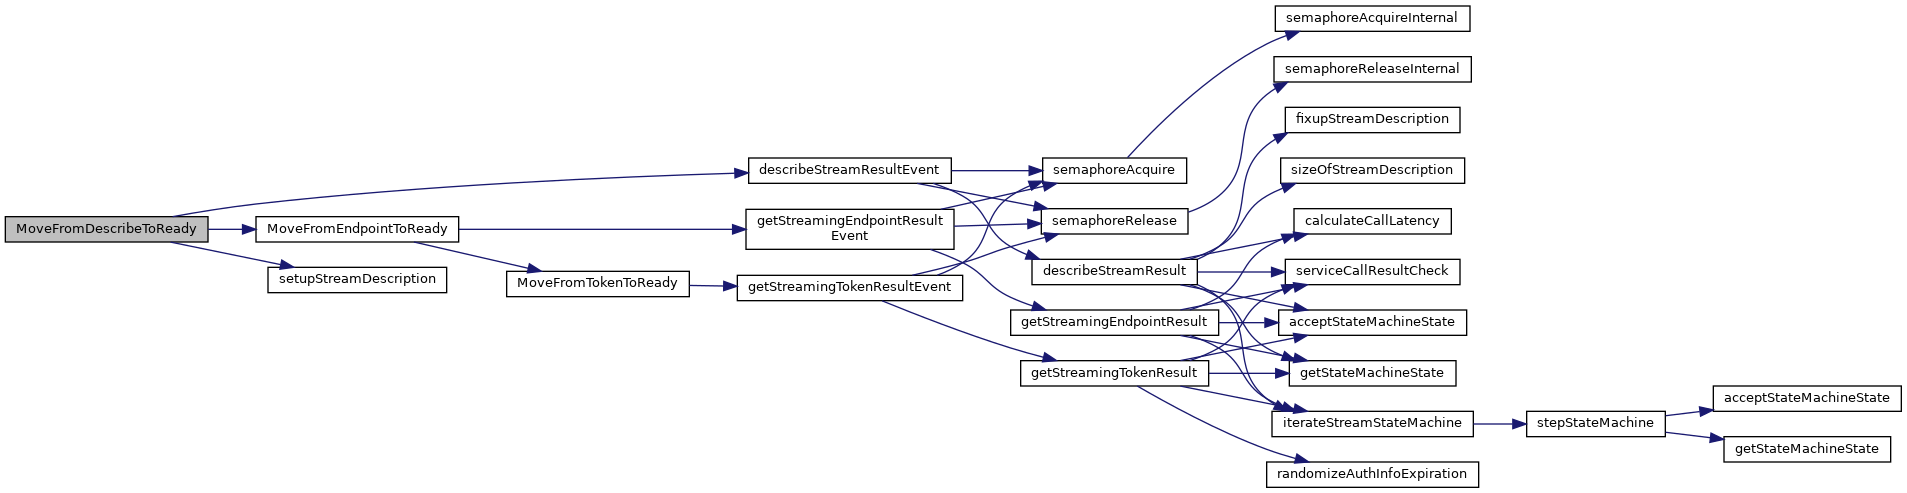 MoveFromDescribeToReady
MoveFromEndpointToReady
setupStreamDescription
MoveFromTokenToReady
describeStreamResultEvent
getStreamingEndpointResult
Event
getStreamingTokenResultEvent
semaphoreAcquire
semaphoreRelease
describeStreamResult
getStreamingEndpointResult
getStreamingTokenResult
semaphoreAcquireInternal
semaphoreReleaseInternal
fixupStreamDescription
sizeOfStreamDescription
calculateCallLatency
serviceCallResultCheck
acceptStateMachineState
getStateMachineState
iterateStreamStateMachine
randomizeAuthInfoExpiration
stepStateMachine
acceptStateMachineState
getStateMachineState